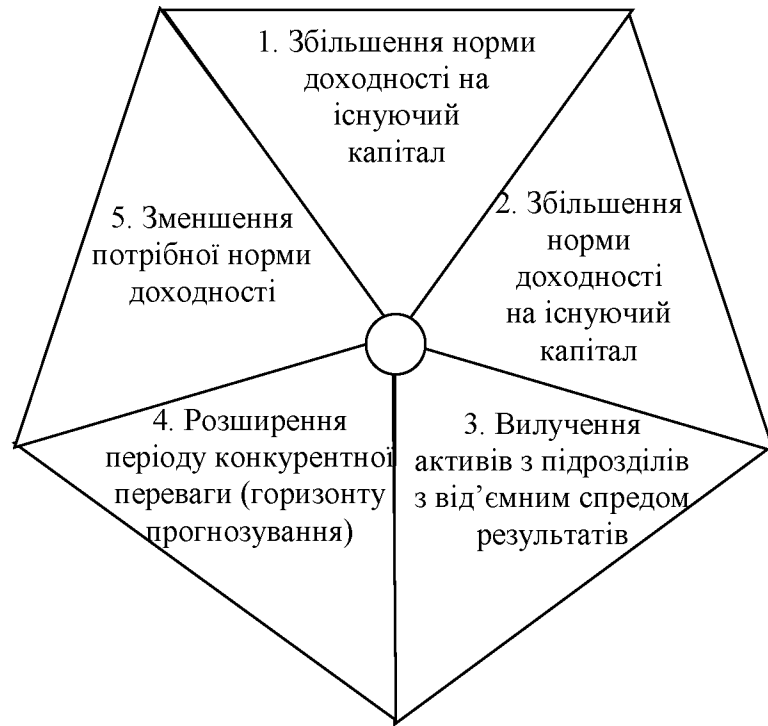 1. Збільшення норми
доходності на
існуючий
капітал
2. Збільшення
норми
доходності
на існуючий
капітал
3. Вилучення
активів з підрозділів
з від’ємним спредом
результатів
4. Розширення
періоду конкурентної
переваги (горизонту
прогнозування)
5. Зменшення
потрібної норми
доходності